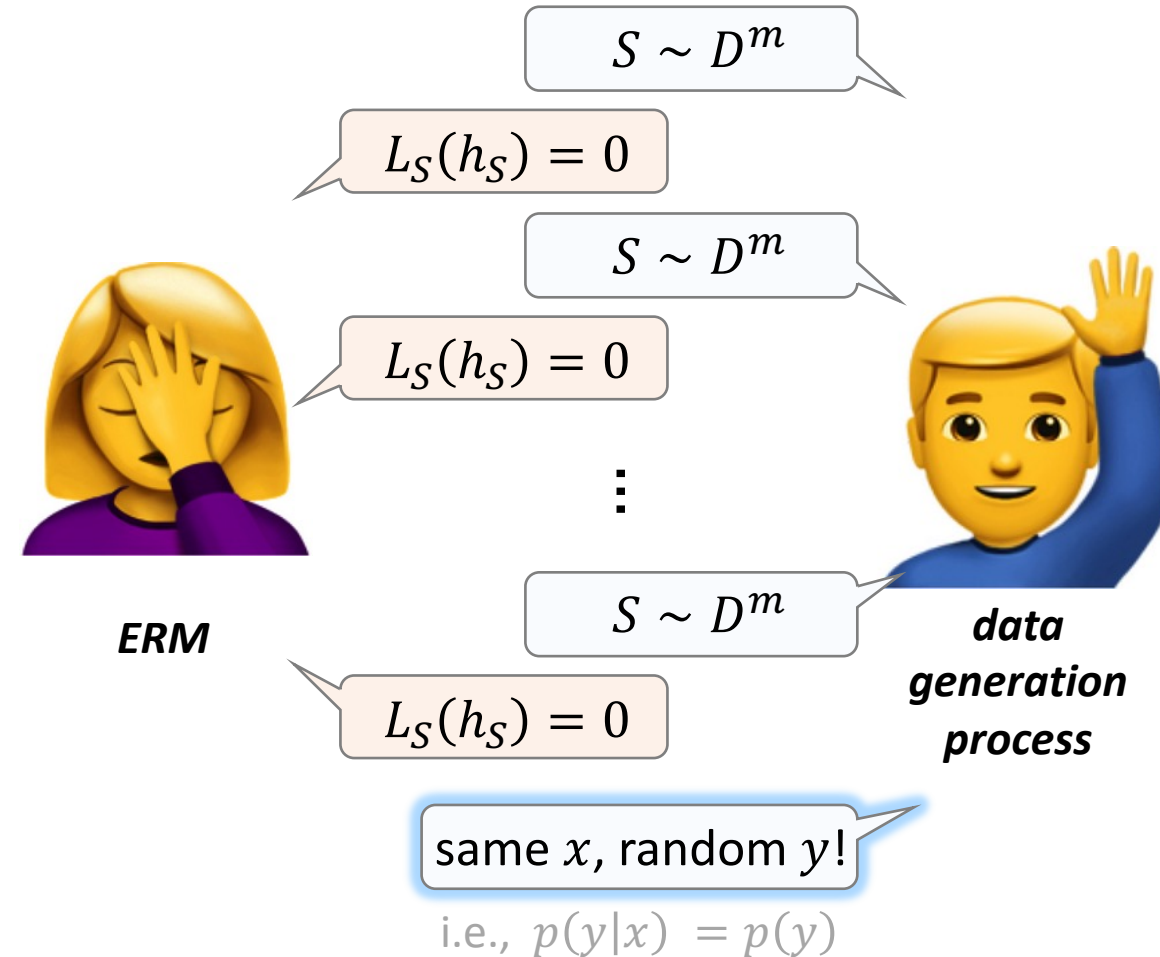 S ~ D^m
L_S(h_S) = 0
S ~ D^m
L_S(h_S) = 0
⋮
S ~ D^m
ERM
data
generation
process
L_S(h_S) = 0
same x, random y!
i.e., p(y|x) = p(y)